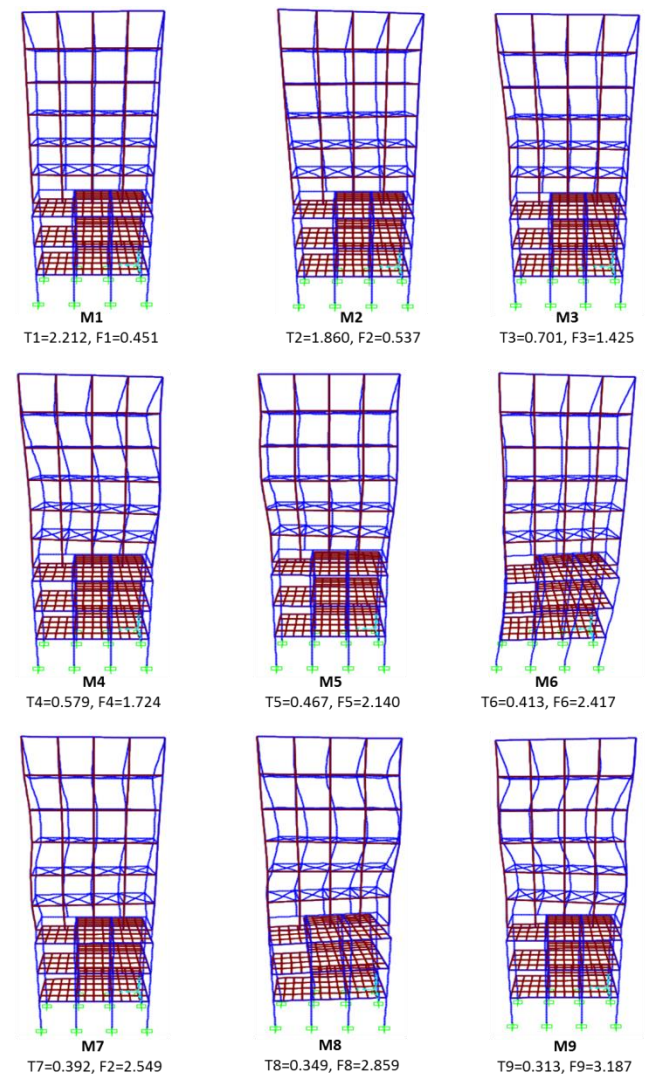 M1
T1=2.212, F1=0.451
M2
T2=1.860, F2=0.537
M3
T3=0.701, F3=1.425
M4
T4=0.579, F4=1.724
M5
T5=0.467, F5=2.140
M6
T6=0.413, F6=2.417
M7
T7=0.392, F2=2.549
M8
T8=0.349, F8=2.859
M9
T9=0.313, F9=3.187